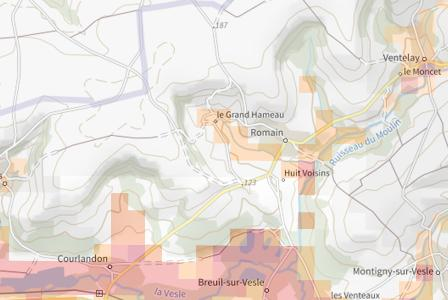 187
Ventelay
le Moncet
le Grand Hameau
Romain
Ruisseau du Moulin
Huit Voisins
123
Courlandon
Montigny-sur-Vesle
Breuil-sur-Vesle
la Vesle
les Venteaux